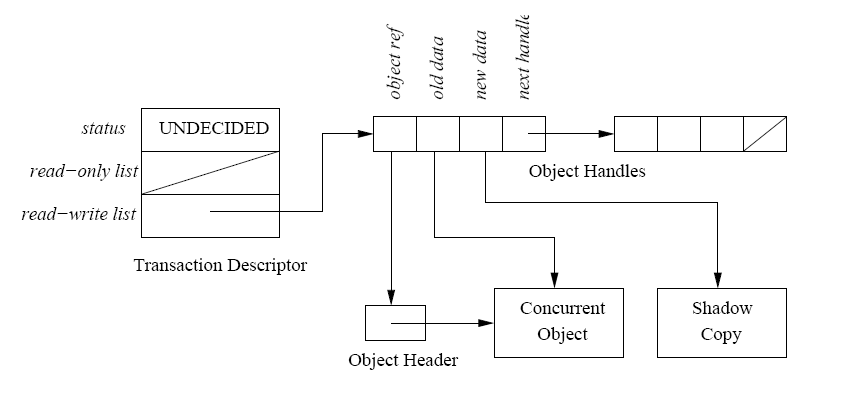 object ref
old data
new data
next handle
status
UNDECIDED
read−only list
read−write list
Transaction Descriptor
Object Handles
Concurrent
Object
Shadow
Copy
Object Header